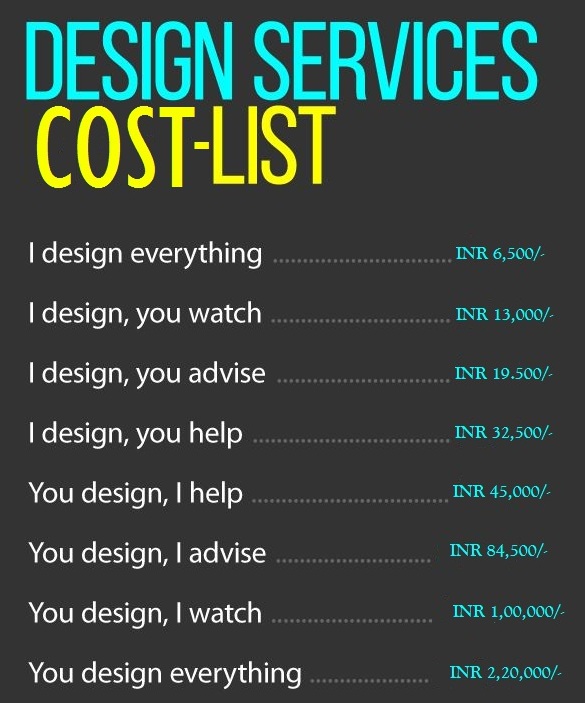 DESIGN SERVICES
COST-LIST
I design everything ................................ INR 6,500/-
I design, you watch ................................ INR 13,000/-
I design, you advise ............................... INR 19.500/-
I design, you help ................................... INR 32,500/-
You design, I help ................................... INR 45,000/-
You design, I advise ............................ INR 84,500/-
You design, I watch ............................. INR 1,00,000/-
You design everything ..................... INR 2,20,000/-